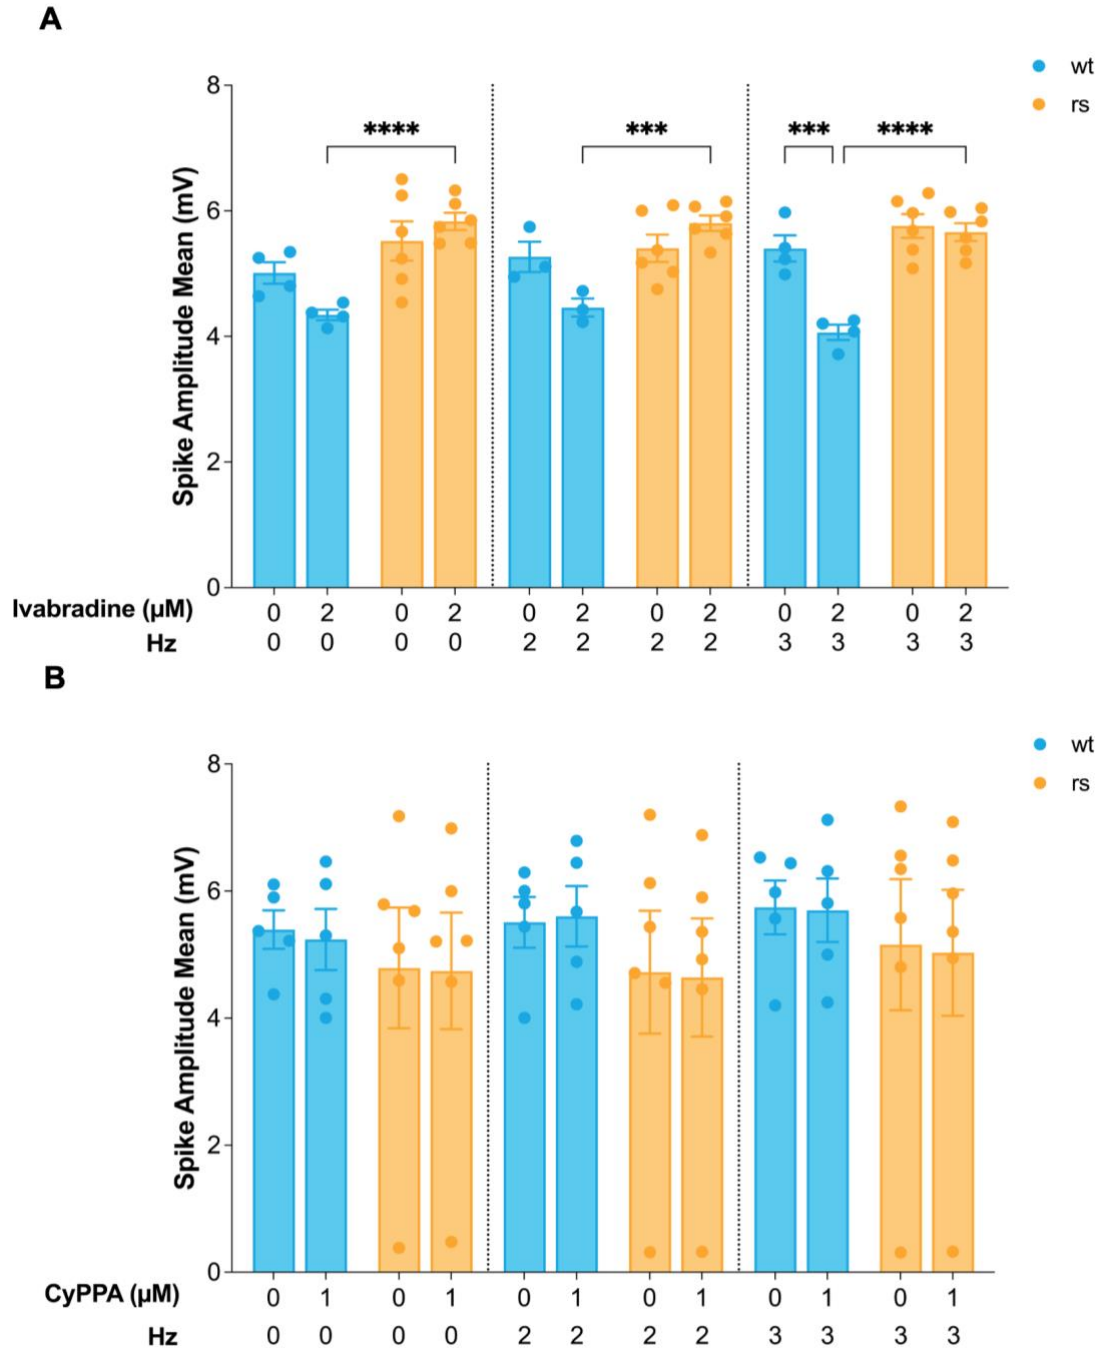 A
wt
rs
8
6
4
2
0
Spike Amplitude Mean (mV)
**** *** *** ****
Ivabradine (µM) 0 2 0 2 0 2 0 2 0 2 0 2
Hz 0 0 0 0 2 2 2 2 3 3 3 3
B
wt
rs
8
6
4
2
0
Spike Amplitude Mean (mV)
CyPPA (µM) 0 1 0 1 0 1 0 1 0 1 0 1
Hz 0 0 0 0 2 2 2 2 3 3 3 3